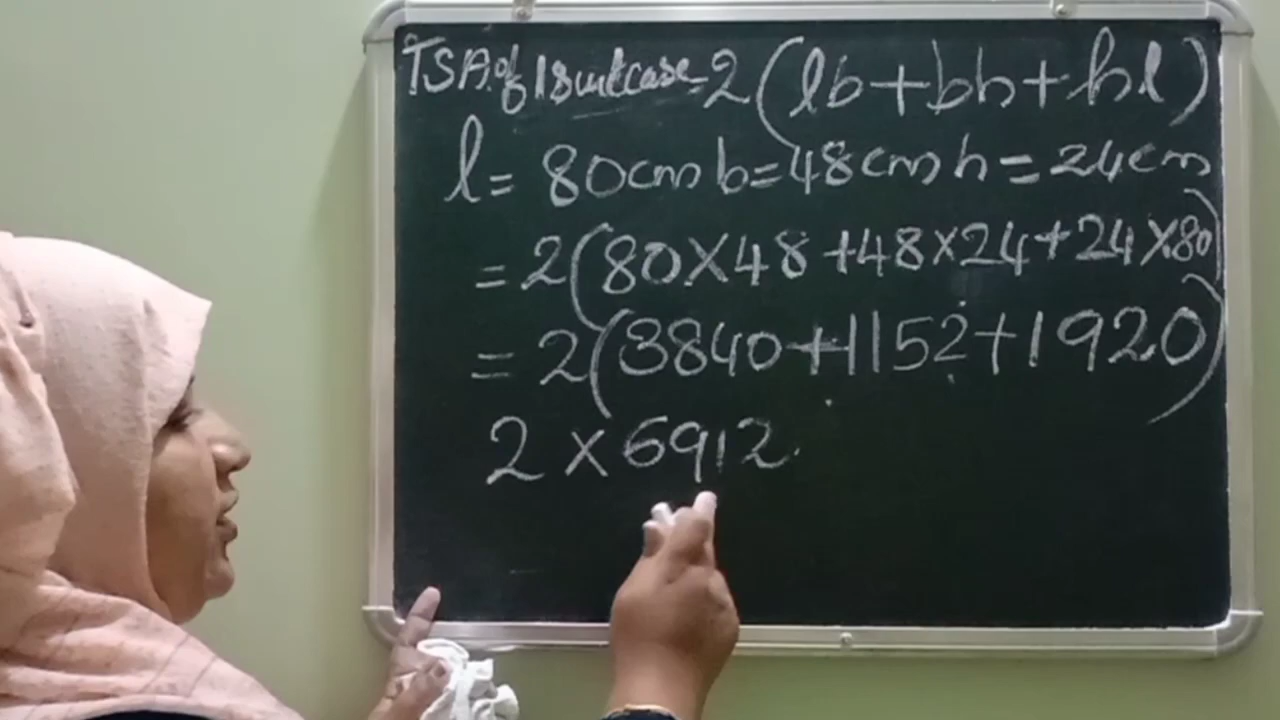 TSA.of 1 suitcase=2(lb+bh+hl)
l= 80cm b=48cm h=24cm
=2(80×48+48×24+24×80)
=2(3840+1152+1920)
2×6912